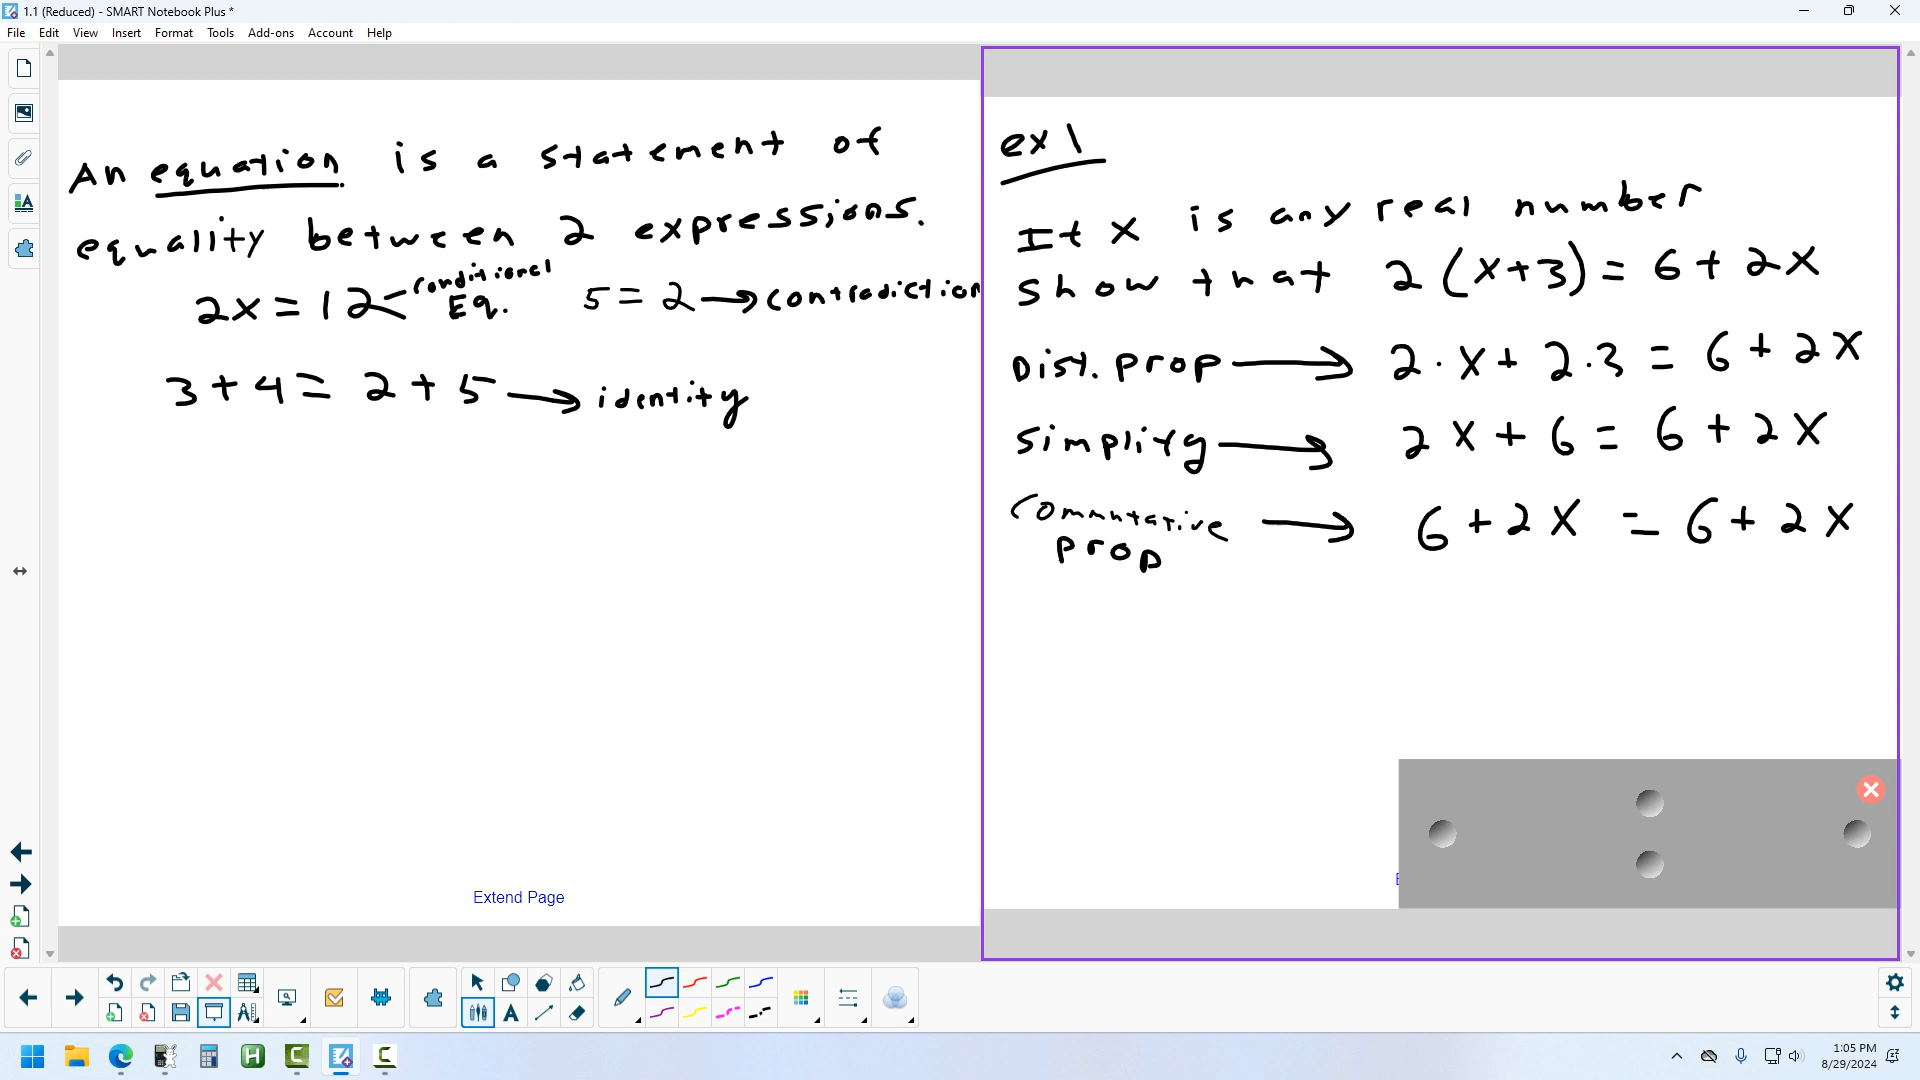 1.1 (Reduced) - SMART Notebook Plus *
File Edit View Insert Format Tools Add-ons Account Help
An equation is a statement of
equality between 2 expressions.
2x = 12 conditional Eq.
5 = 2 → contradiction
3 + 4 = 2 + 5 → identity
Extend Page
ex 1
If x is any real number
show that 2(x+3) = 6 + 2x
Dist. prop → 2·x + 2·3 = 6 + 2x
simplify → 2x + 6 = 6 + 2x
Commutative prop → 6 + 2x = 6 + 2x
1:05 PM
8/29/2024